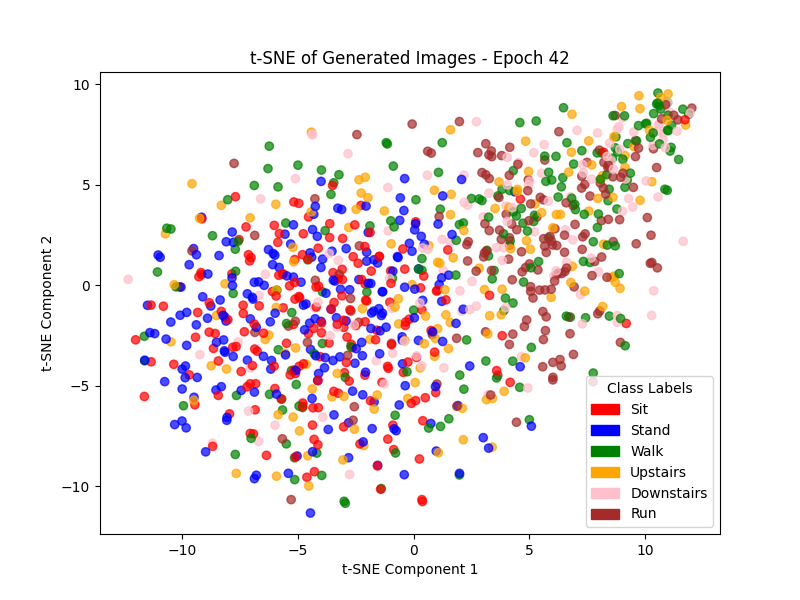 t-SNE of Generated Images - Epoch 42
10
5
0
−5
−10
t-SNE Component 2
Class Labels
Sit
Stand
Walk
Upstairs
Downstairs
Run
−10
−5
0
5
10
t-SNE Component 1